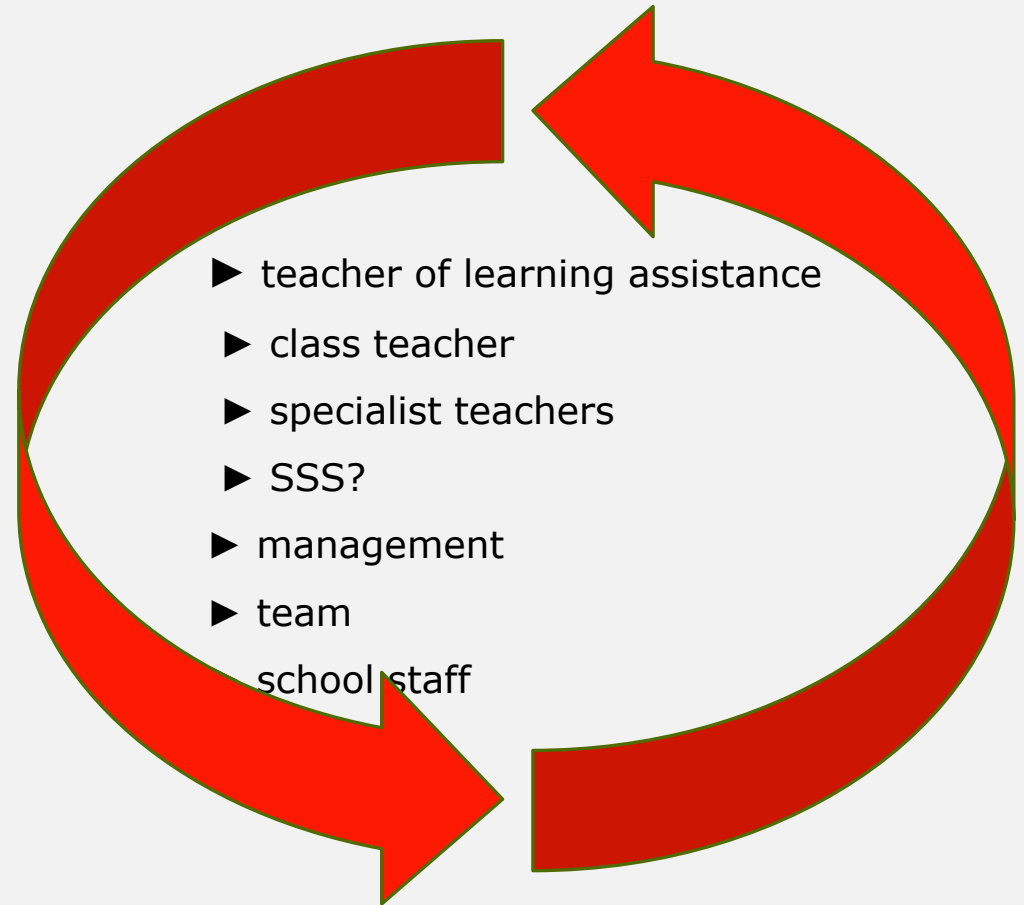 ► teacher of learning assistance
► class teacher
► specialist teachers
► SSS?
► management
► team
school staff